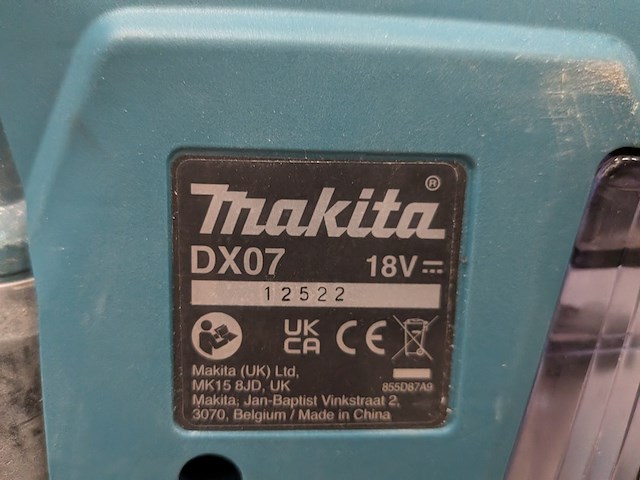 Makita ®
DX07 18V
12522
UK CA CE
Makita (UK) Ltd,
MK15 8JD, UK 855D87A9
Makita, Jan-Baptist Vinkstraat 2,
3070, Belgium / Made in China